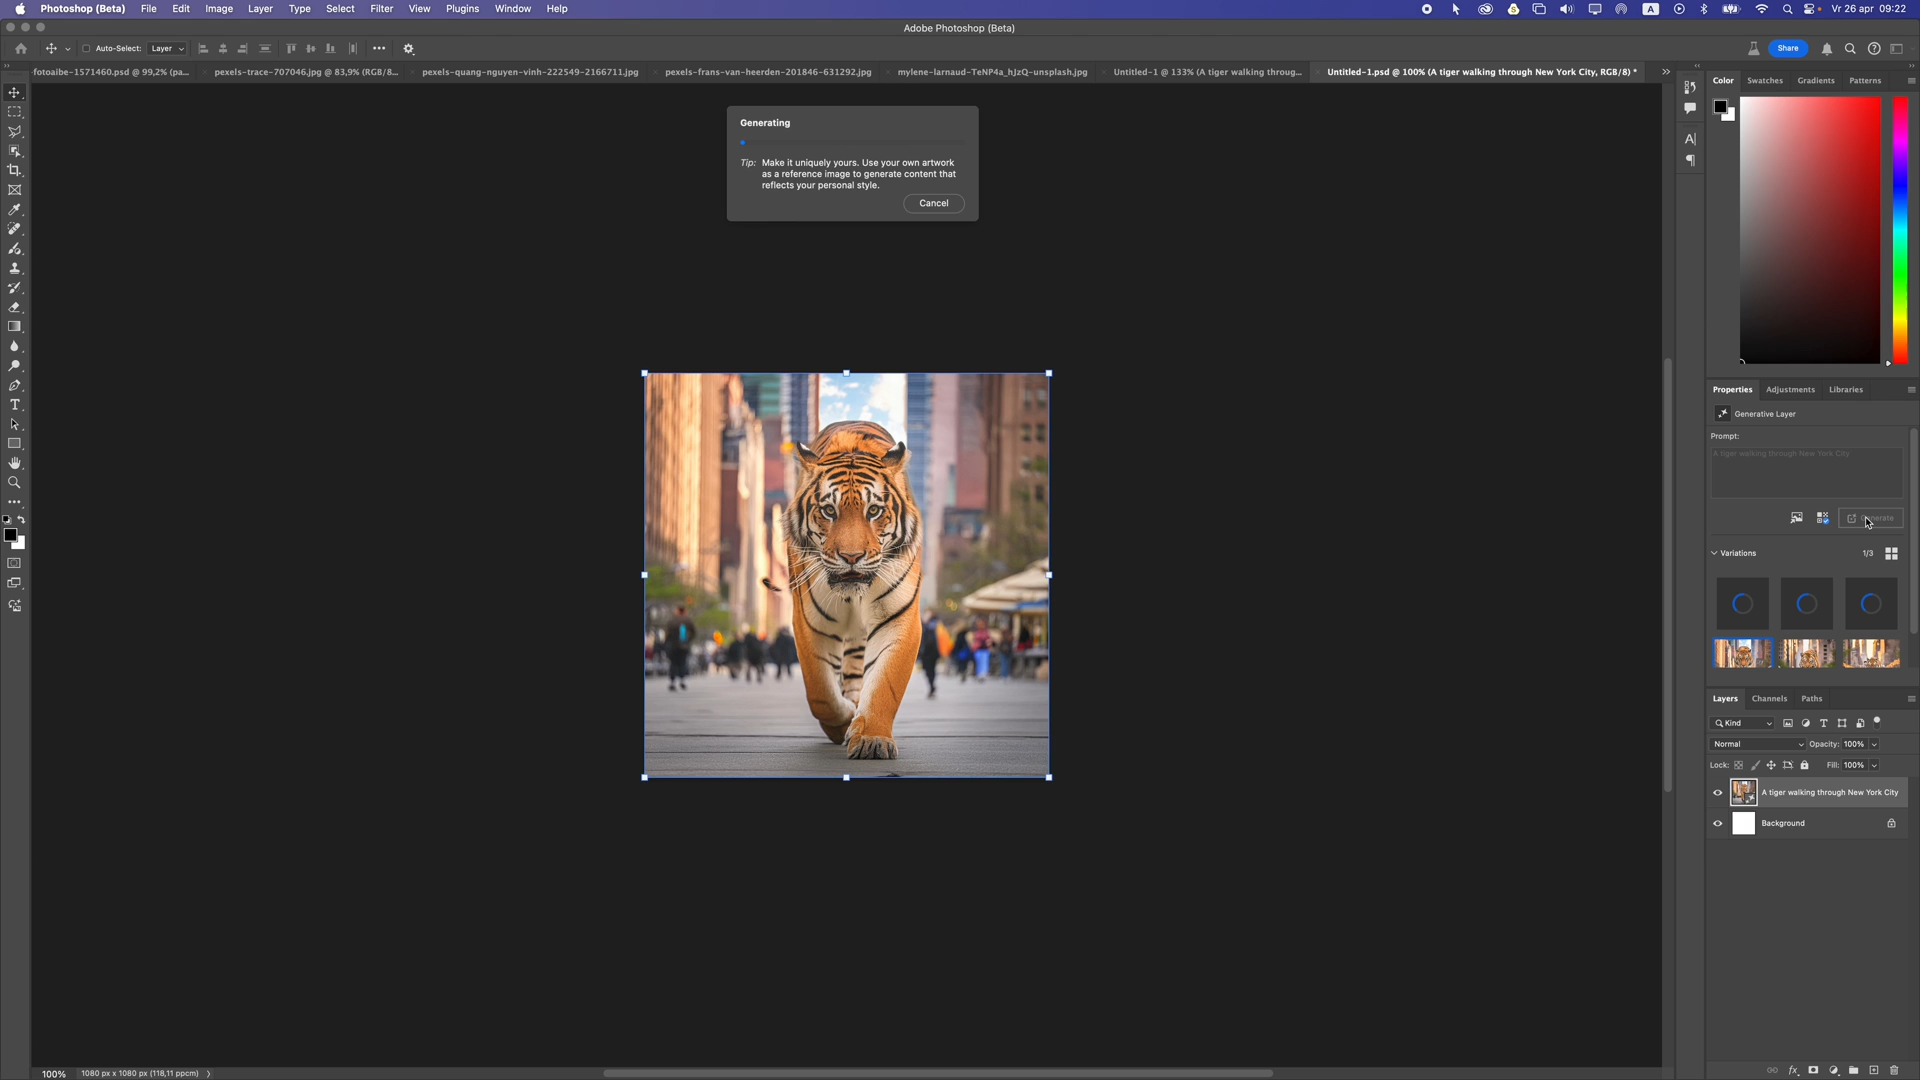 Photoshop (Beta) File Edit Image Layer Type Select Filter View Plugins Window Help
A Vr 26 apr 09:22
Adobe Photoshop (Beta)
Auto-Select: Layer
Share
fotoaibe-1571460.psd @ 99,2% (pa...
pexels-trace-707046.jpg @ 83,9% (RGB/8...
pexels-quang-nguyen-vinh-222549-2166711.jpg
pexels-frans-van-heerden-201846-631292.jpg
mylene-larnaud-TeNP4a_hJzQ-unsplash.jpg
Untitled-1 @ 133% (A tiger walking throug...
Untitled-1.psd @ 100% (A tiger walking through New York City, RGB/8) *
Color Swatches Gradients Patterns
Generating
Tip: Make it uniquely yours. Use your own artwork
as a reference image to generate content that
reflects your personal style.
Cancel
Properties Adjustments Libraries
Generative Layer
Prompt:
A tiger walking through New York City
Variations 1/3
Layers Channels Paths
Kind
Normal Opacity: 100%
Lock: Fill: 100%
A tiger walking through New York City
Background
100% 1080 px x 1080 px (118,11 ppcm)